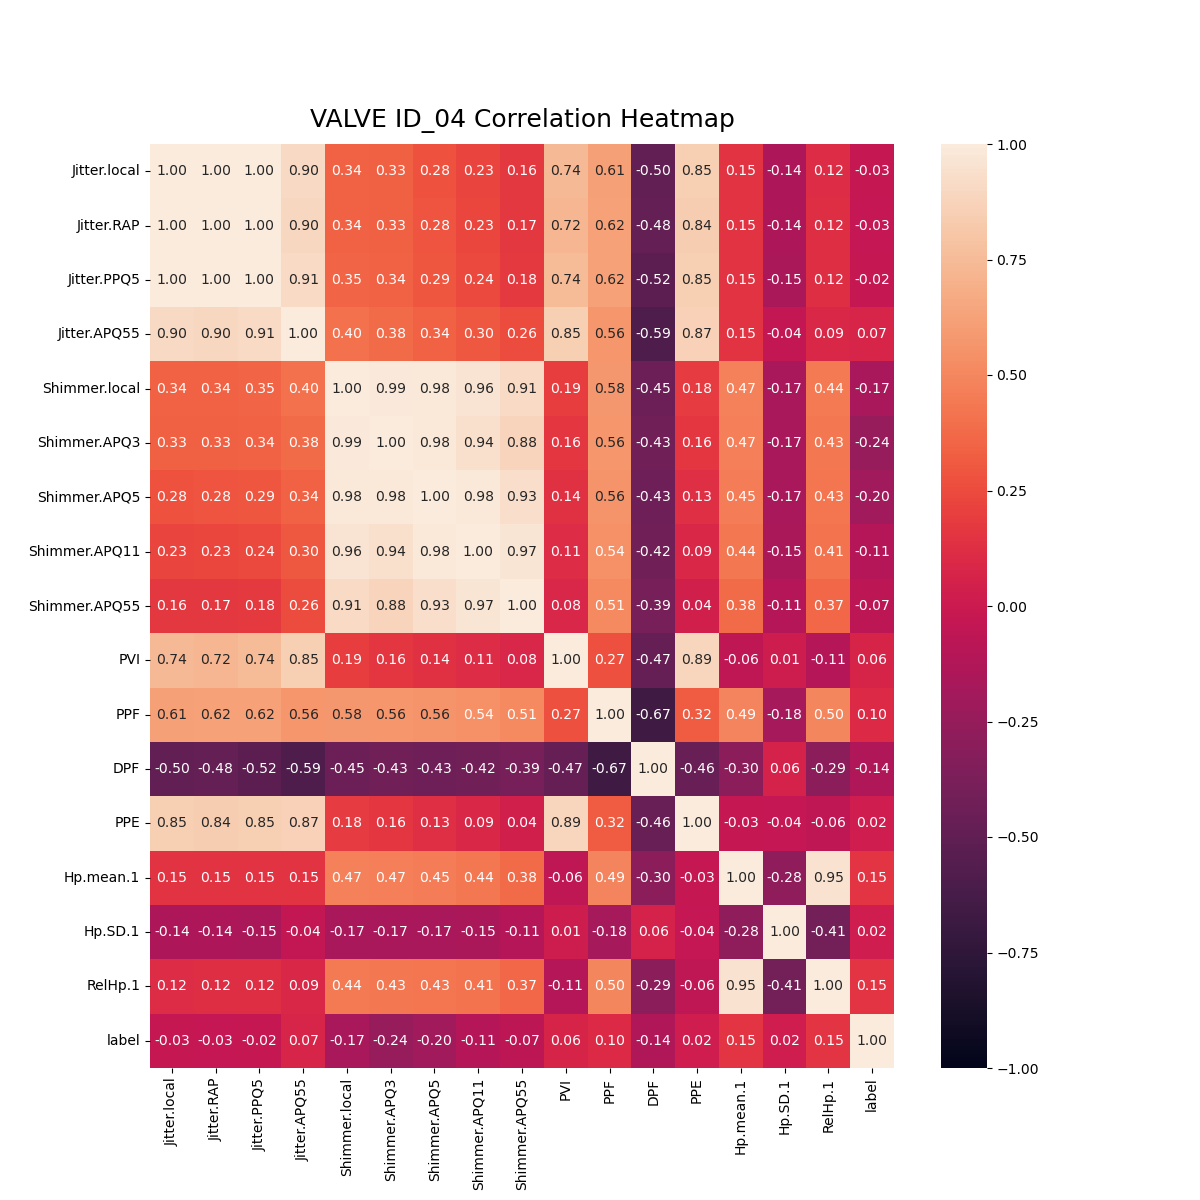 VALVE ID_04 Correlation Heatmap
Jitter.local 1.00 1.00 1.00 0.90 0.34 0.33 0.28 0.23 0.16 0.74 0.61 -0.50 0.85 0.15 -0.14 0.12 -0.03
Jitter.RAP 1.00 1.00 1.00 0.90 0.34 0.33 0.28 0.23 0.17 0.72 0.62 -0.48 0.84 0.15 -0.14 0.12 -0.03
Jitter.PPQ5 1.00 1.00 1.00 0.91 0.35 0.34 0.29 0.24 0.18 0.74 0.62 -0.52 0.85 0.15 -0.15 0.12 -0.02
Jitter.APQ55 0.90 0.90 0.91 1.00 0.40 0.38 0.34 0.30 0.26 0.85 0.56 -0.59 0.87 0.15 -0.04 0.09 0.07
Shimmer.local 0.34 0.34 0.35 0.40 1.00 0.99 0.98 0.96 0.91 0.19 0.58 -0.45 0.18 0.47 -0.17 0.44 -0.17
Shimmer.APQ3 0.33 0.33 0.34 0.38 0.99 1.00 0.98 0.94 0.88 0.16 0.56 -0.43 0.16 0.47 -0.17 0.43 -0.24
Shimmer.APQ5 0.28 0.28 0.29 0.34 0.98 0.98 1.00 0.98 0.93 0.14 0.56 -0.43 0.13 0.45 -0.17 0.43 -0.20
Shimmer.APQ11 0.23 0.23 0.24 0.30 0.96 0.94 0.98 1.00 0.97 0.11 0.54 -0.42 0.09 0.44 -0.15 0.41 -0.11
Shimmer.APQ55 0.16 0.17 0.18 0.26 0.91 0.88 0.93 0.97 1.00 0.08 0.51 -0.39 0.04 0.38 -0.11 0.37 -0.07
PVI 0.74 0.72 0.74 0.85 0.19 0.16 0.14 0.11 0.08 1.00 0.27 -0.47 0.89 -0.06 0.01 -0.11 0.06
PPF 0.61 0.62 0.62 0.56 0.58 0.56 0.56 0.54 0.51 0.27 1.00 -0.67 0.32 0.49 -0.18 0.50 0.10
DPF -0.50 -0.48 -0.52 -0.59 -0.45 -0.43 -0.43 -0.42 -0.39 -0.47 -0.67 1.00 -0.46 -0.30 0.06 -0.29 -0.14
PPE 0.85 0.84 0.85 0.87 0.18 0.16 0.13 0.09 0.04 0.89 0.32 -0.46 1.00 -0.03 -0.04 -0.06 0.02
Hp.mean.1 0.15 0.15 0.15 0.15 0.47 0.47 0.45 0.44 0.38 -0.06 0.49 -0.30 -0.03 1.00 -0.28 0.95 0.15
Hp.SD.1 -0.14 -0.14 -0.15 -0.04 -0.17 -0.17 -0.17 -0.15 -0.11 0.01 -0.18 0.06 -0.04 -0.28 1.00 -0.41 0.02
RelHp.1 0.12 0.12 0.12 0.09 0.44 0.43 0.43 0.41 0.37 -0.11 0.50 -0.29 -0.06 0.95 -0.41 1.00 0.15
label -0.03 -0.03 -0.02 0.07 -0.17 -0.24 -0.20 -0.11 -0.07 0.06 0.10 -0.14 0.02 0.15 0.02 0.15 1.00
Jitter.local
Jitter.RAP
Jitter.PPQ5
Jitter.APQ55
Shimmer.local
Shimmer.APQ3
Shimmer.APQ5
Shimmer.APQ11
Shimmer.APQ55
PVI
PPF
DPF
PPE
Hp.mean.1
Hp.SD.1
RelHp.1
label
1.00
0.75
0.50
0.25
0.00
−0.25
−0.50
−0.75
−1.00